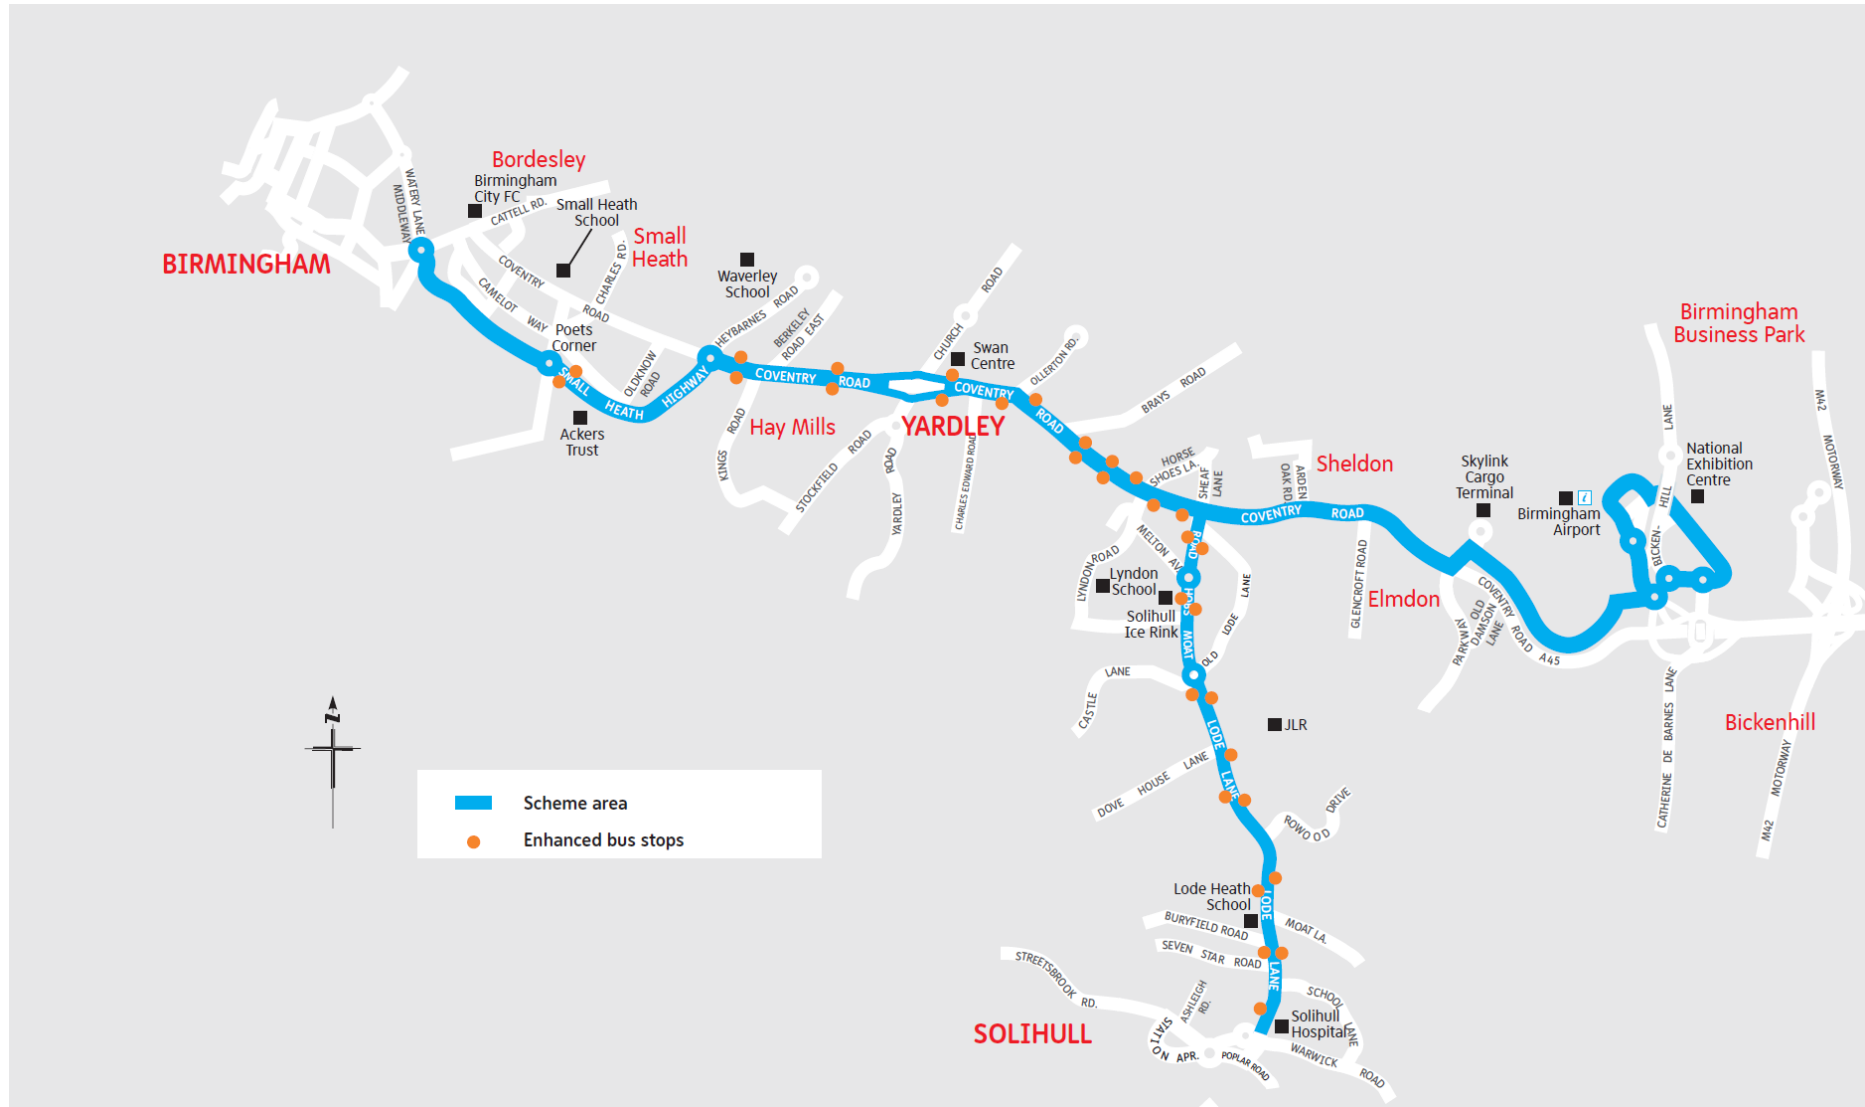 Bordesley
Birmingham
City FC
CATTELL RD.
WATERY LANE
MIDDLEWAY
Small Heath
School
Small
Heath
BIRMINGHAM
COVENTRY
ROAD
CHARLES RD.
CAMELOT WAY
Poets
Corner
SMALL HEATH HIGHWAY
OLDKNOW
ROAD
Ackers
Trust
Waverley
School
HEYBARNES ROAD
BERKELEY
ROAD EAST
COVENTRY ROAD
Hay Mills
KINGS ROAD
STOCKFIELD ROAD
CHURCH ROAD
Swan
Centre
COVENTRY
ROAD
OLLERTON RD.
YARDLEY
YARDLEY ROAD
CHARLES EDWARD ROAD
BRAYS ROAD
HORSE
SHOES LA.
SHEAF
LANE
ARDEN
OAK RD.
Sheldon
COVENTRY ROAD
Skylink
Cargo
Terminal
i
Birmingham
Airport
Birmingham
Business Park
M42 MOTORWAY
National
Exhibition
Centre
BICKEN-HILL LANE
MELTON AV.
LYNDON ROAD
Lyndon
School
Solihull
Ice Rink
HOBS MOAT ROAD
OLD LODE LANE
GLENCROFT ROAD
Elmdon
PARKWAY
OLD
DAMSON
LANE
COVENTRY ROAD A45
CASTLE LANE
JLR
LODE LANE
DOVE HOUSE LANE
ROWOOD DRIVE
CATHERINE DE BARNES LANE
Bickenhill
M42 MOTORWAY
Scheme area
Enhanced bus stops
Lode Heath
School
LODE LANE
BURYFIELD ROAD
MOAT LA.
SEVEN STAR ROAD
STREETSBROOK RD.
ASHLEIGH
RD.
SCHOOL LANE
SOLIHULL
Solihull
Hospital
STATION APR.
POPLAR ROAD
WARWICK ROAD
N